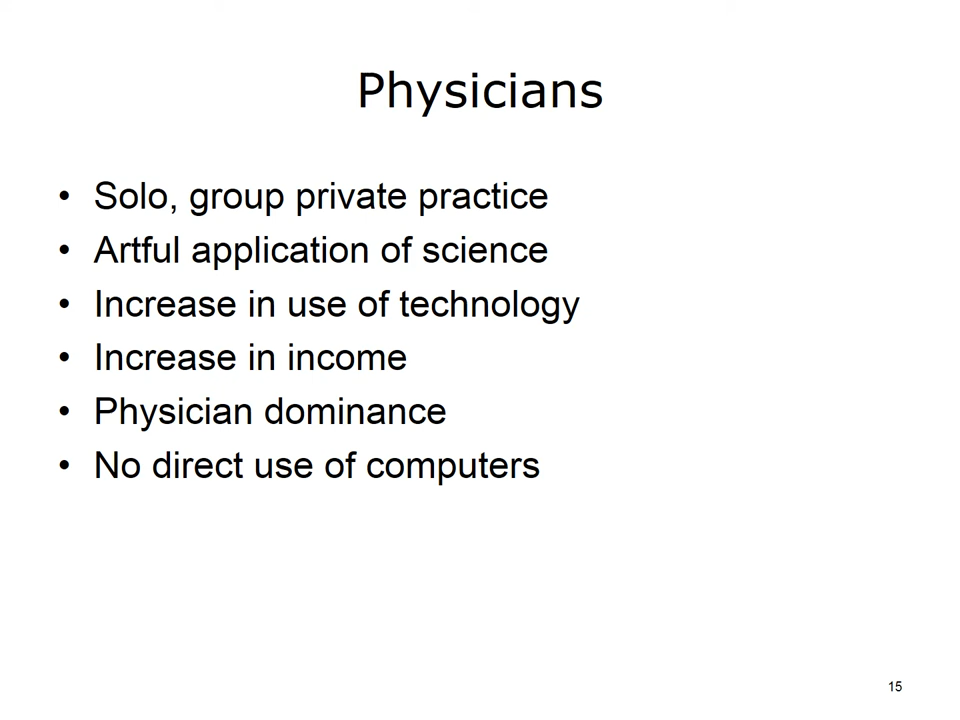 Physicians
• Solo, group private practice
• Artful application of science
• Increase in use of technology
• Increase in income
• Physician dominance
• No direct use of computers
15